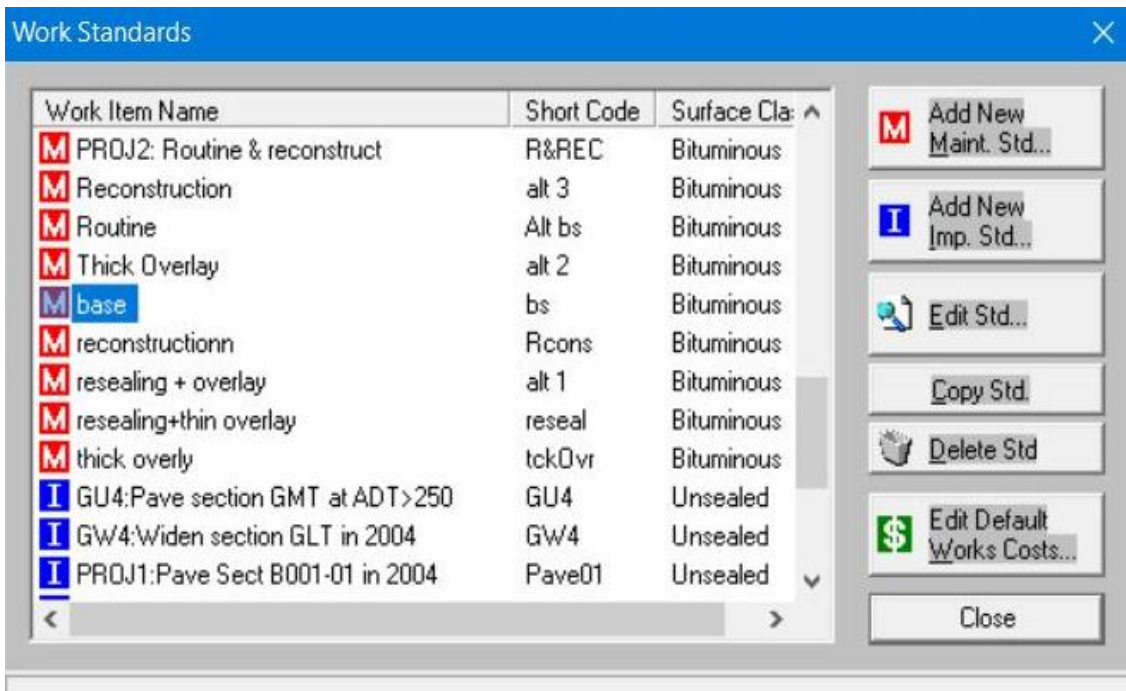 Work Standards
Work Item Name Short Code Surface Cla
M PROJ2: Routine & reconstruct R&REC Bituminous
M Reconstruction alt 3 Bituminous
M Routine Alt bs Bituminous
M Thick Overlay alt 2 Bituminous
M base bs Bituminous
M reconstructionn Rcons Bituminous
M resealing + overlay alt 1 Bituminous
M resealing+thin overlay reseal Bituminous
M thick overly tckOvr Bituminous
I GU4:Pave section GMT at ADT>250 GU4 Unsealed
I GW4:Widen section GLT in 2004 GW4 Unsealed
I PROJ1:Pave Sect B001-01 in 2004 Pave01 Unsealed
M Add New
Maint. Std...
I Add New
Imp. Std...
Edit Std...
Copy Std.
Delete Std
$ Edit Default
Works Costs...
Close